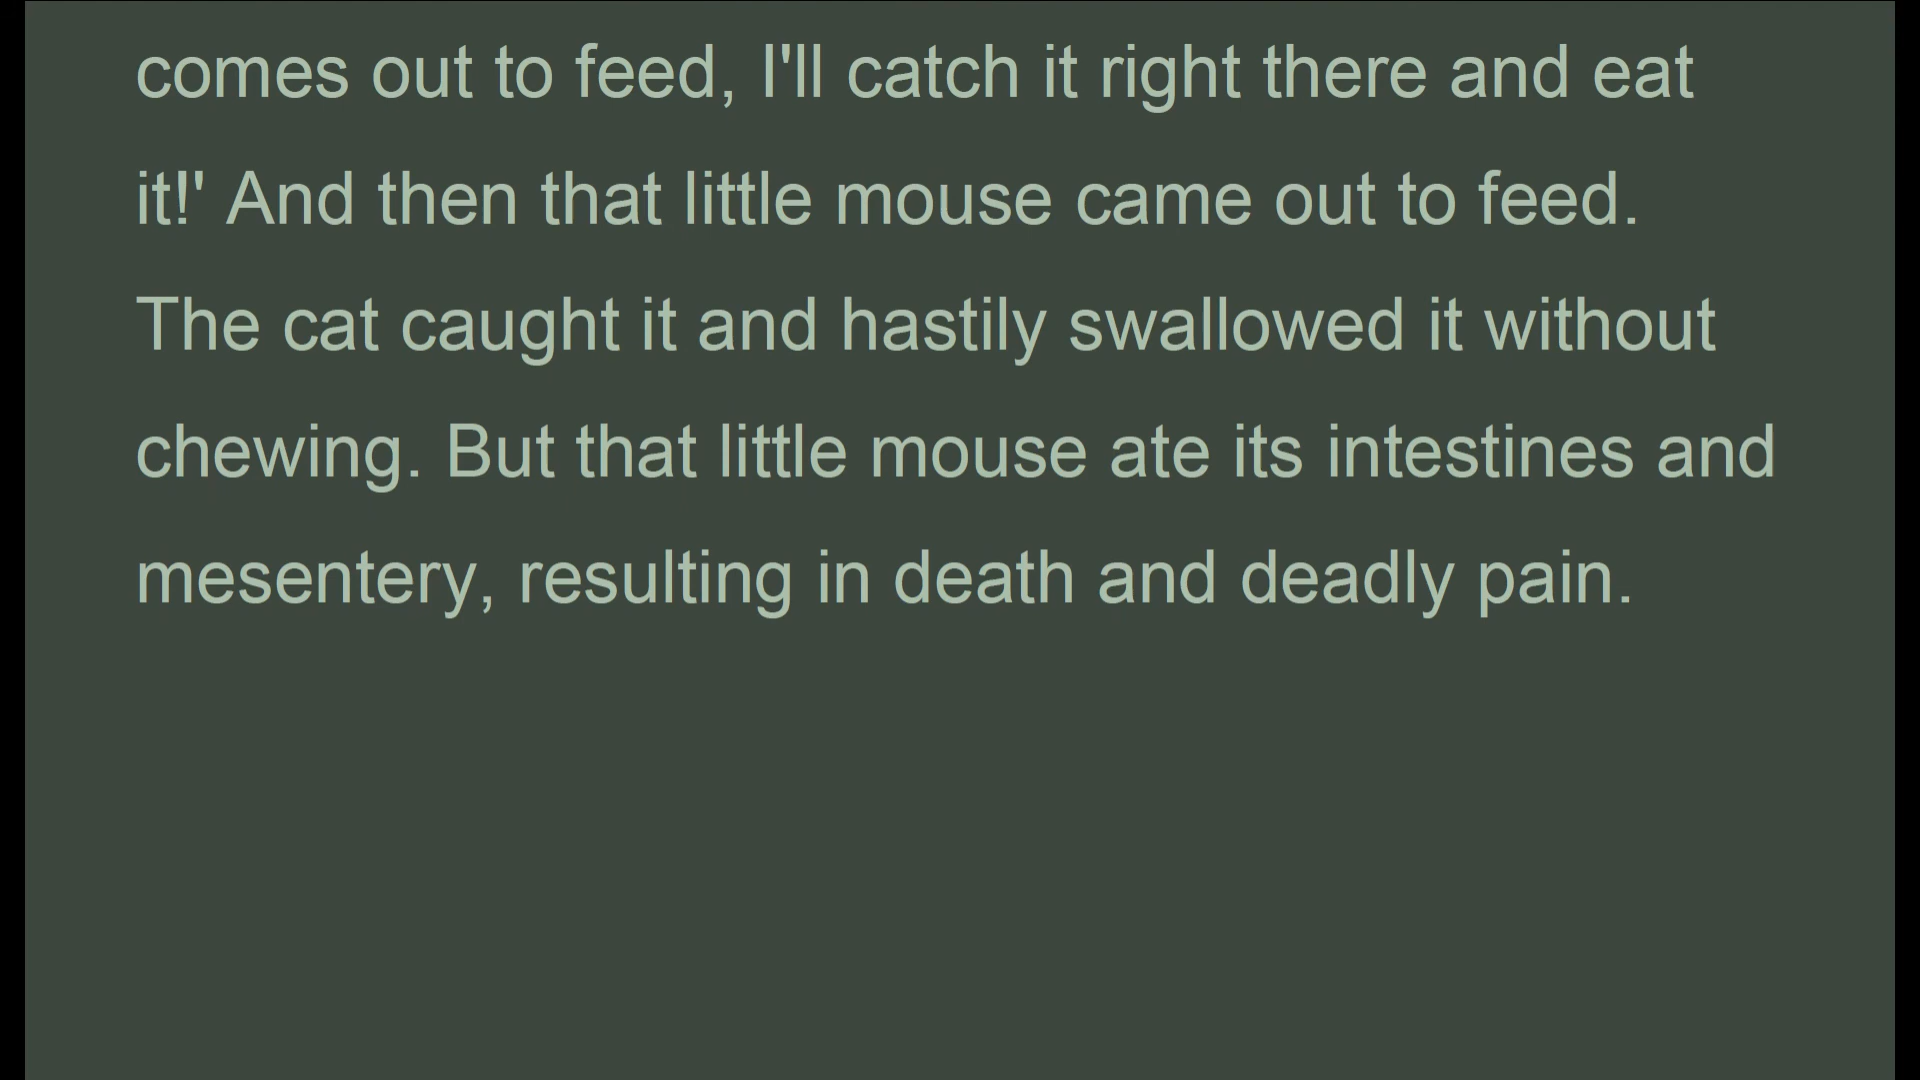 comes out to feed, I'll catch it right there and eat
it!' And then that little mouse came out to feed.
The cat caught it and hastily swallowed it without
chewing. But that little mouse ate its intestines and
mesentery, resulting in death and deadly pain.